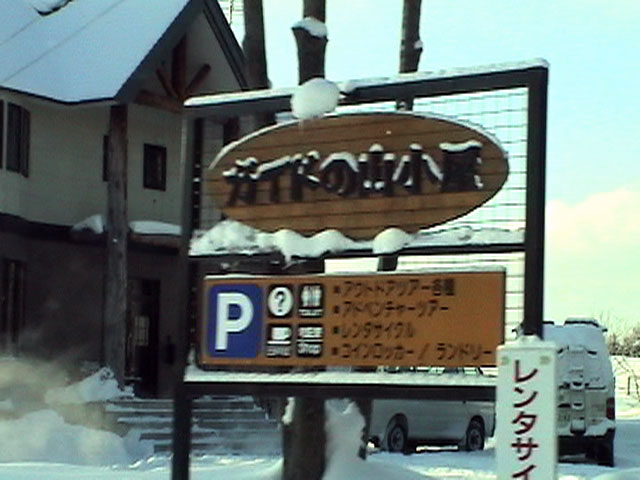 ガイドの山小屋
P
?
■アウトドアツアー各種
■アドベンチャーツアー
■レンタサイクル
■コインロッカー / ランドリー
Shop
レンタサイ